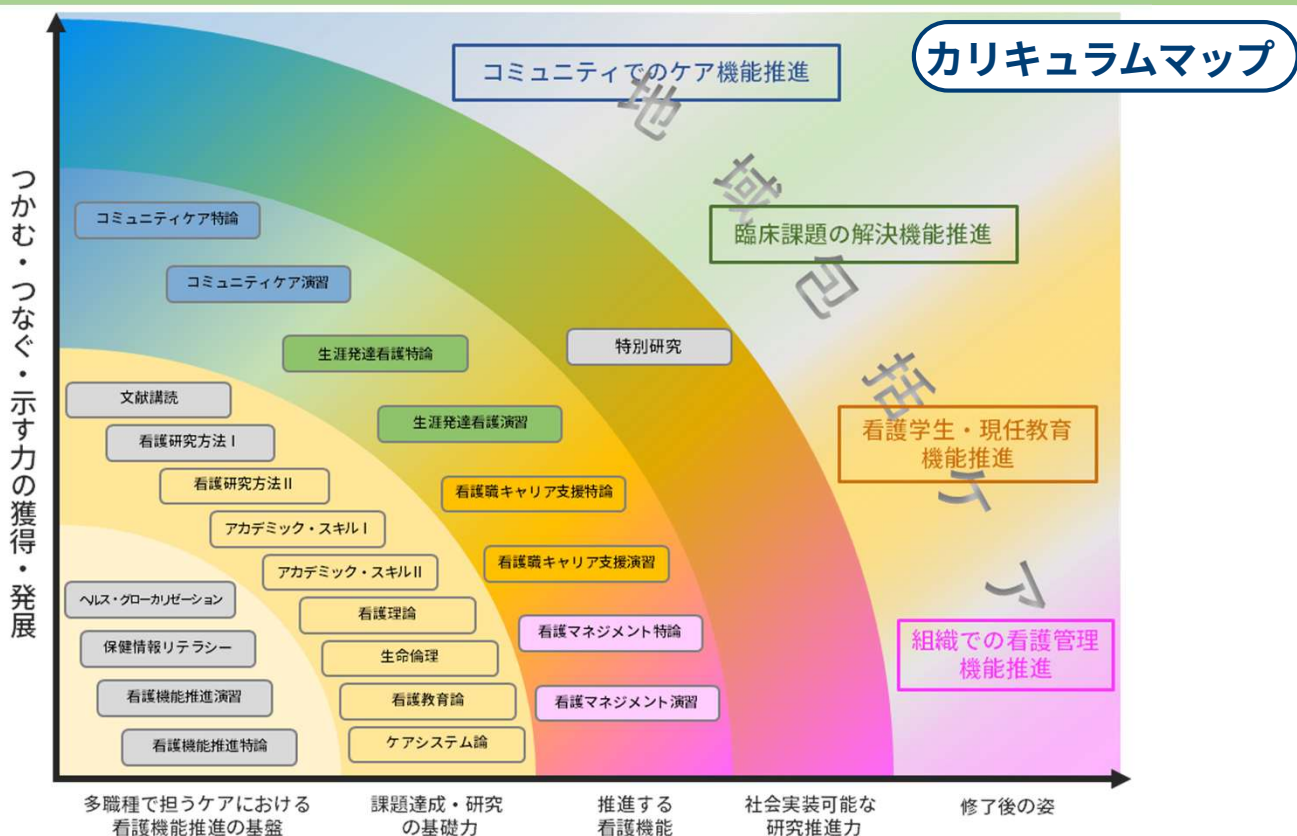 カリキュラムマップ
コミュニティでのケア機能推進
地域包括ケア
臨床課題の解決機能推進
看護学生・現任教育
機能推進
組織での看護管理
機能推進
つかむ・つなぐ・示す力の獲得・発展
コミュニティケア特論
コミュニティケア演習
生涯発達看護特論
特別研究
文献講読
生涯発達看護演習
看護研究方法Ⅰ
看護研究方法Ⅱ
看護職キャリア支援特論
アカデミック・スキルⅠ
アカデミック・スキルⅡ
看護職キャリア支援演習
ヘルス・グローカリゼーション
看護理論
看護マネジメント特論
保健情報リテラシー
生命倫理
看護機能推進演習
看護教育論
看護マネジメント演習
看護機能推進特論
ケアシステム論
多職種で担うケアにおける
看護機能推進の基盤
課題達成・研究
の基礎力
推進する
看護機能
社会実装可能な
研究推進力
修了後の姿